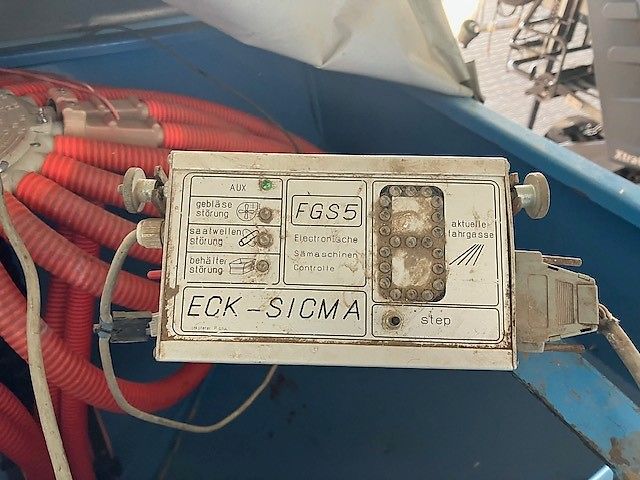 AUX
gebläse
störung
saatwellen
störung
behälter
störung
FGS5
Electronische
Sämaschinen
Controlle
aktuelle
fahrgasse
ECK-SICMA
step